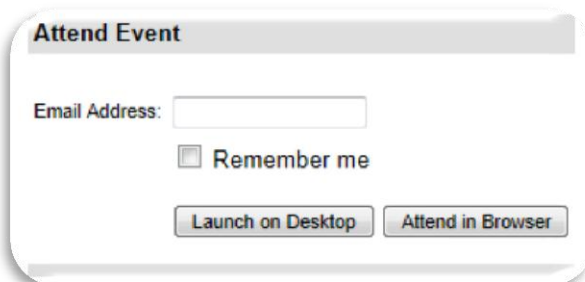 Attend Event
Email Address:
Remember me
Launch on Desktop Attend in Browser